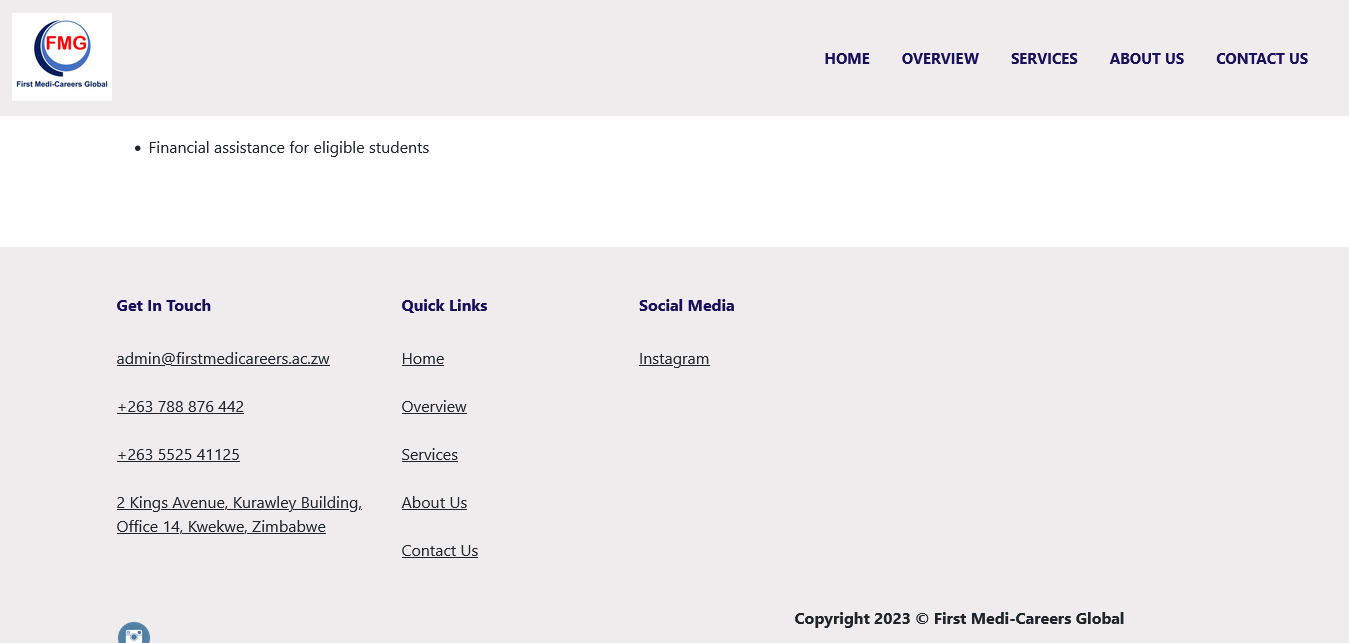 FMG
First Medi-Careers Global
HOME
OVERVIEW
SERVICES
ABOUT US
CONTACT US
• Financial assistance for eligible students
Get In Touch
admin@firstmedicareers.ac.zw
+263 788 876 442
+263 5525 41125
2 Kings Avenue, Kurawley Building,
Office 14, Kwekwe, Zimbabwe
Quick Links
Home
Overview
Services
About Us
Contact Us
Social Media
Instagram
Copyright 2023 © First Medi-Careers Global